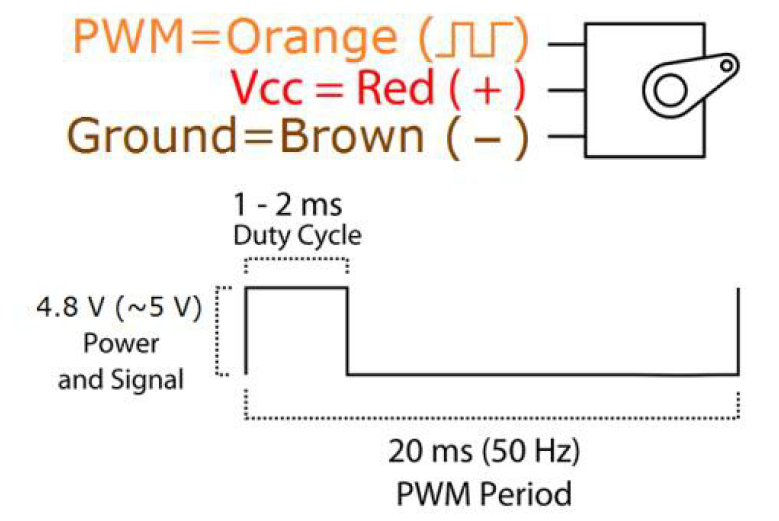 PWM=Orange (⎍⎍)
Vcc = Red ( + )
Ground=Brown ( – )
1 - 2 ms
Duty Cycle
4.8 V (~5 V)
Power
and Signal
20 ms (50 Hz)
PWM Period